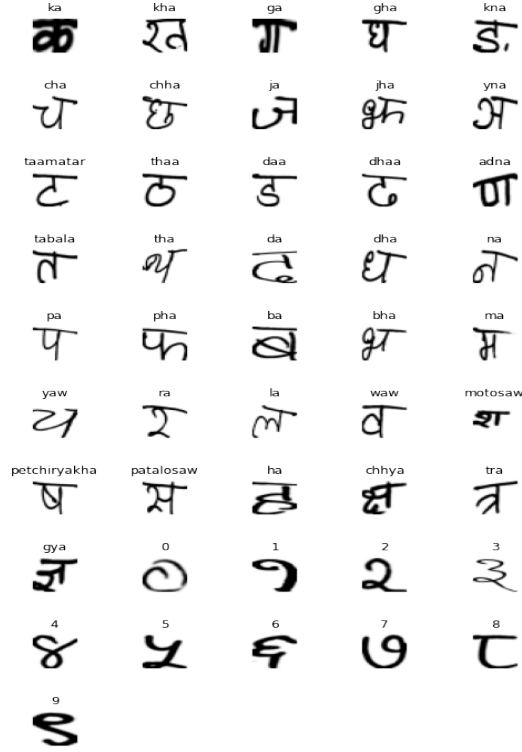 ka kha ga gha kna
क ख ग घ ङ
cha chha ja jha yna
च छ ज झ ञ
taamatar thaa daa dhaa adna
ट ठ ड ढ ण
tabala tha da dha na
त थ द ध न
pa pha ba bha ma
प फ ब भ म
yaw ra la waw motosaw
य र ल व श
petchiryakha patalosaw ha chhya tra
ष स ह क्ष त्र
gya 0 1 2 3
ज्ञ ० १ २ ३
4 5 6 7 8
४ ५ ६ ७ ८
9
९